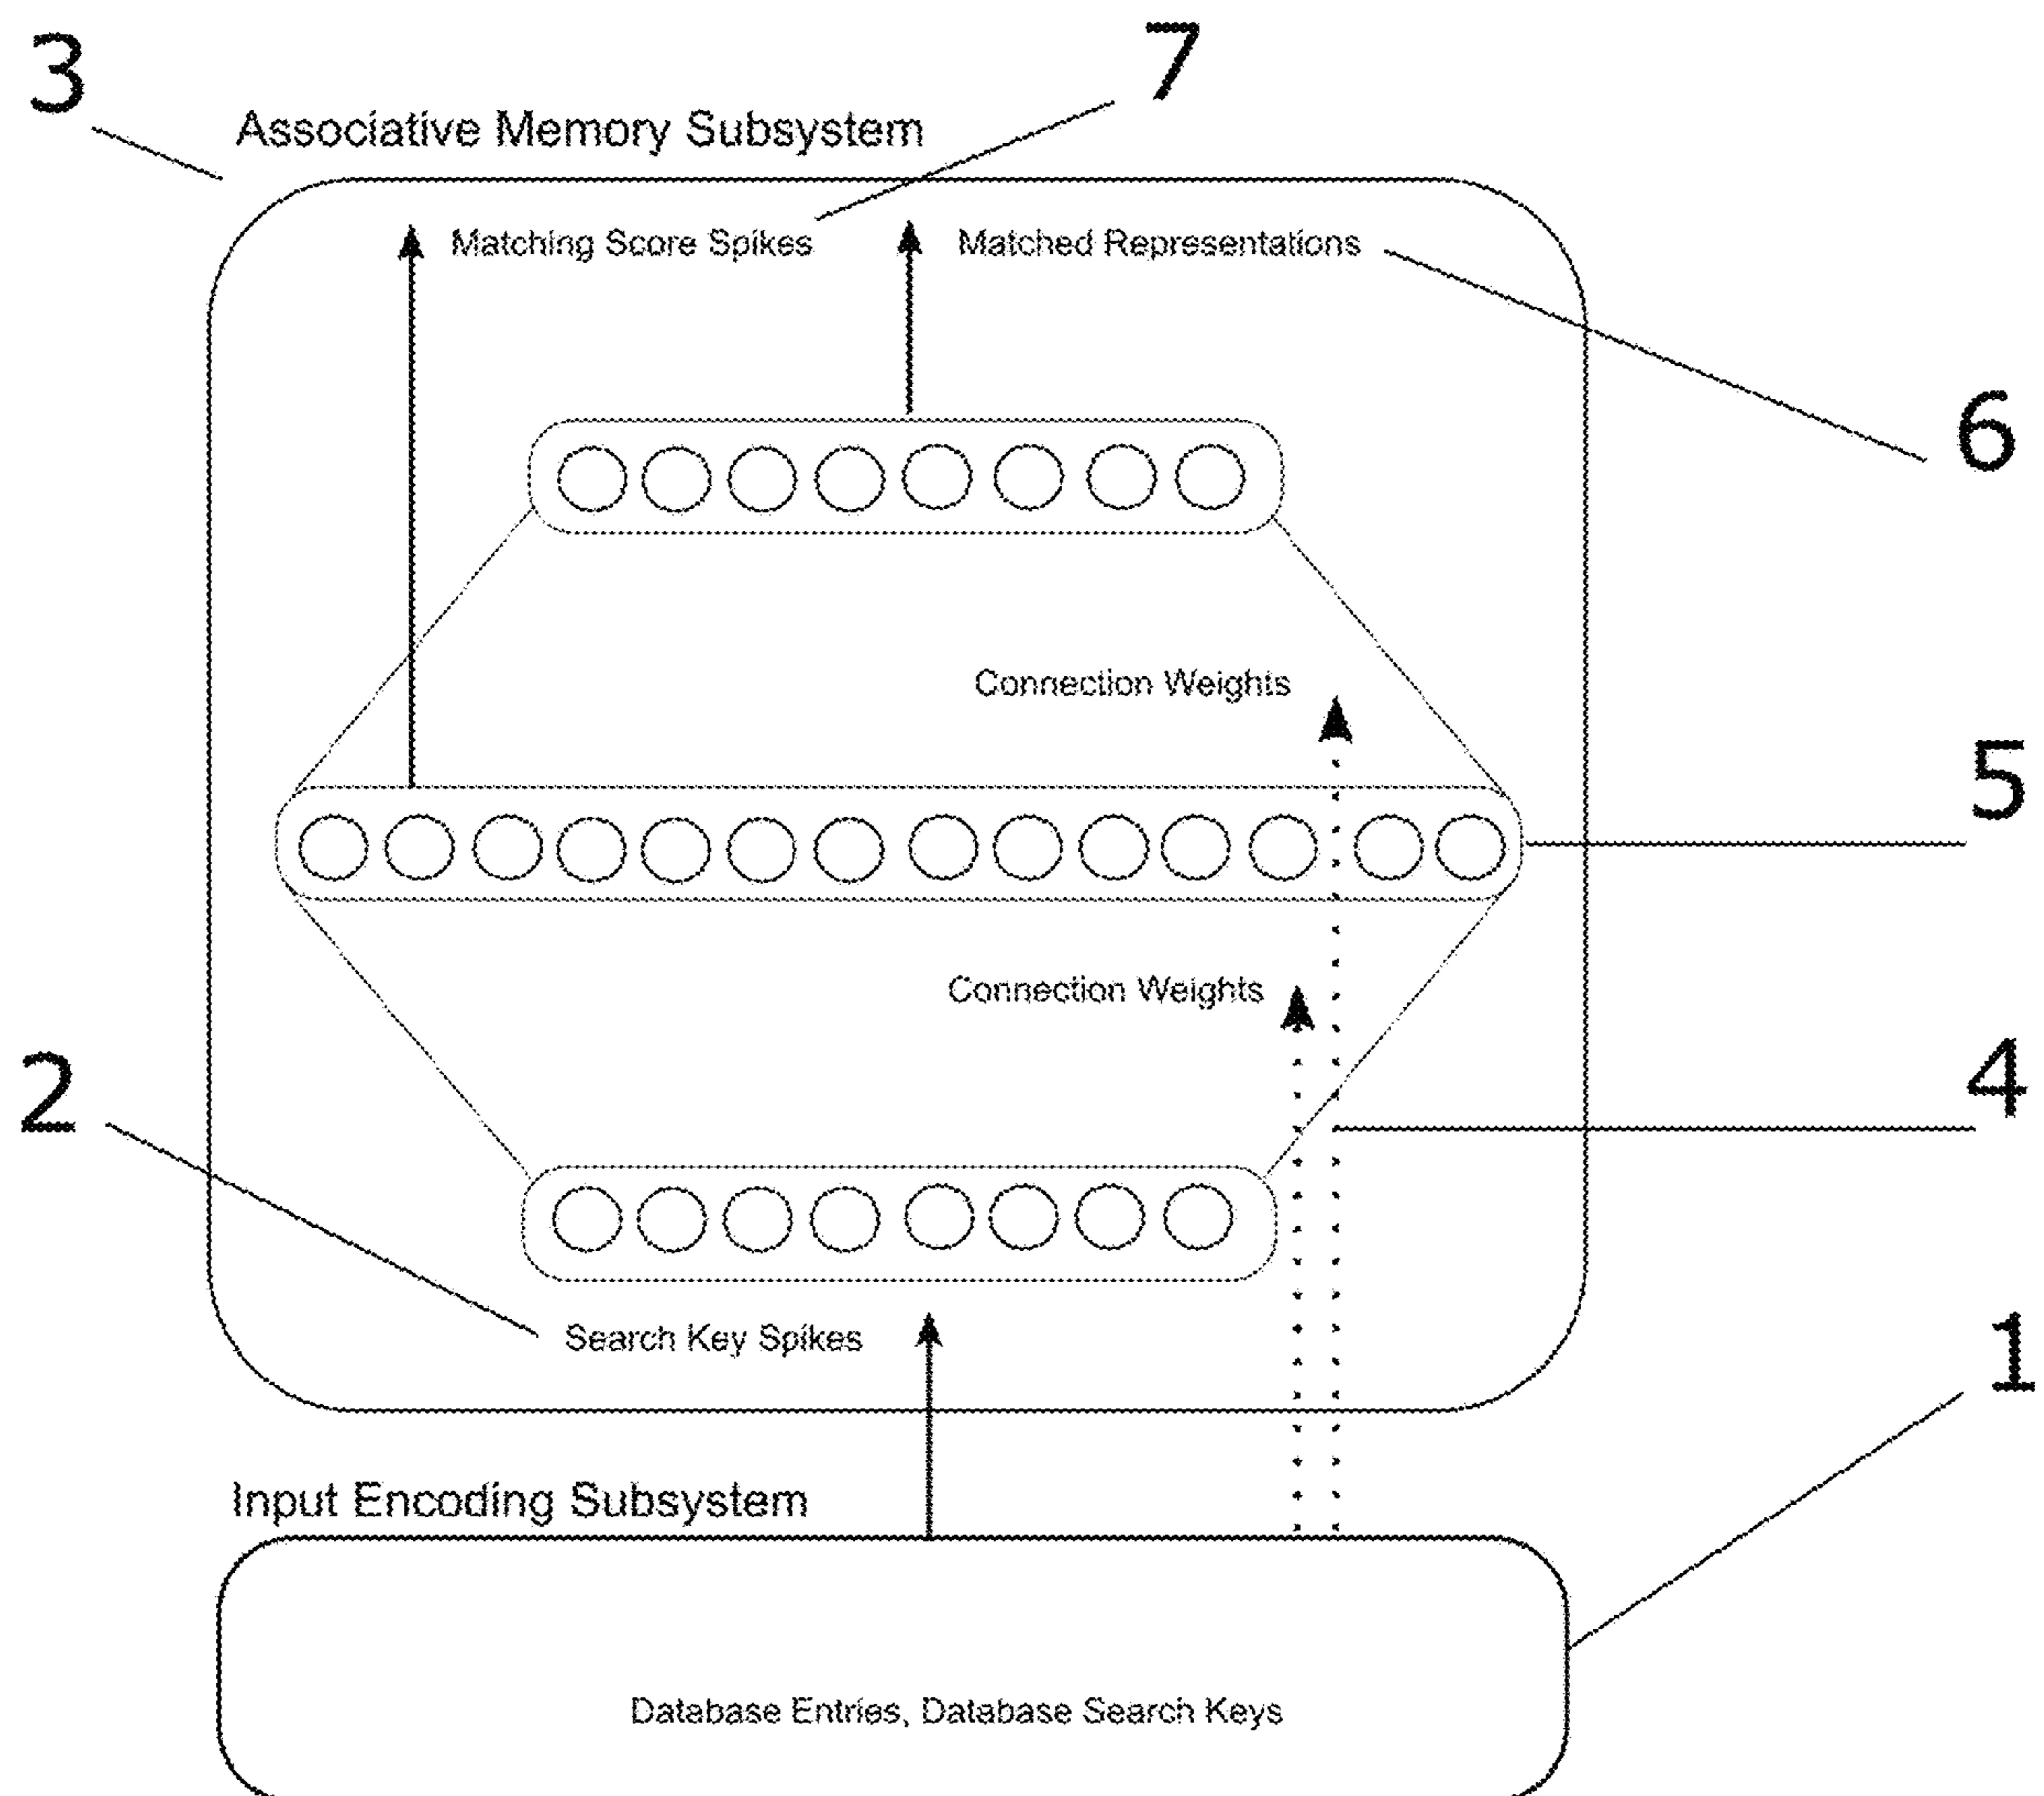 3
7
Associative Memory Subsystem
Matching Score Spikes
Matched Representations
6
Connection Weights
5
Connection Weights
2
4
Search Key Spikes
1
Input Encoding Subsystem
Database Entries, Database Search Keys